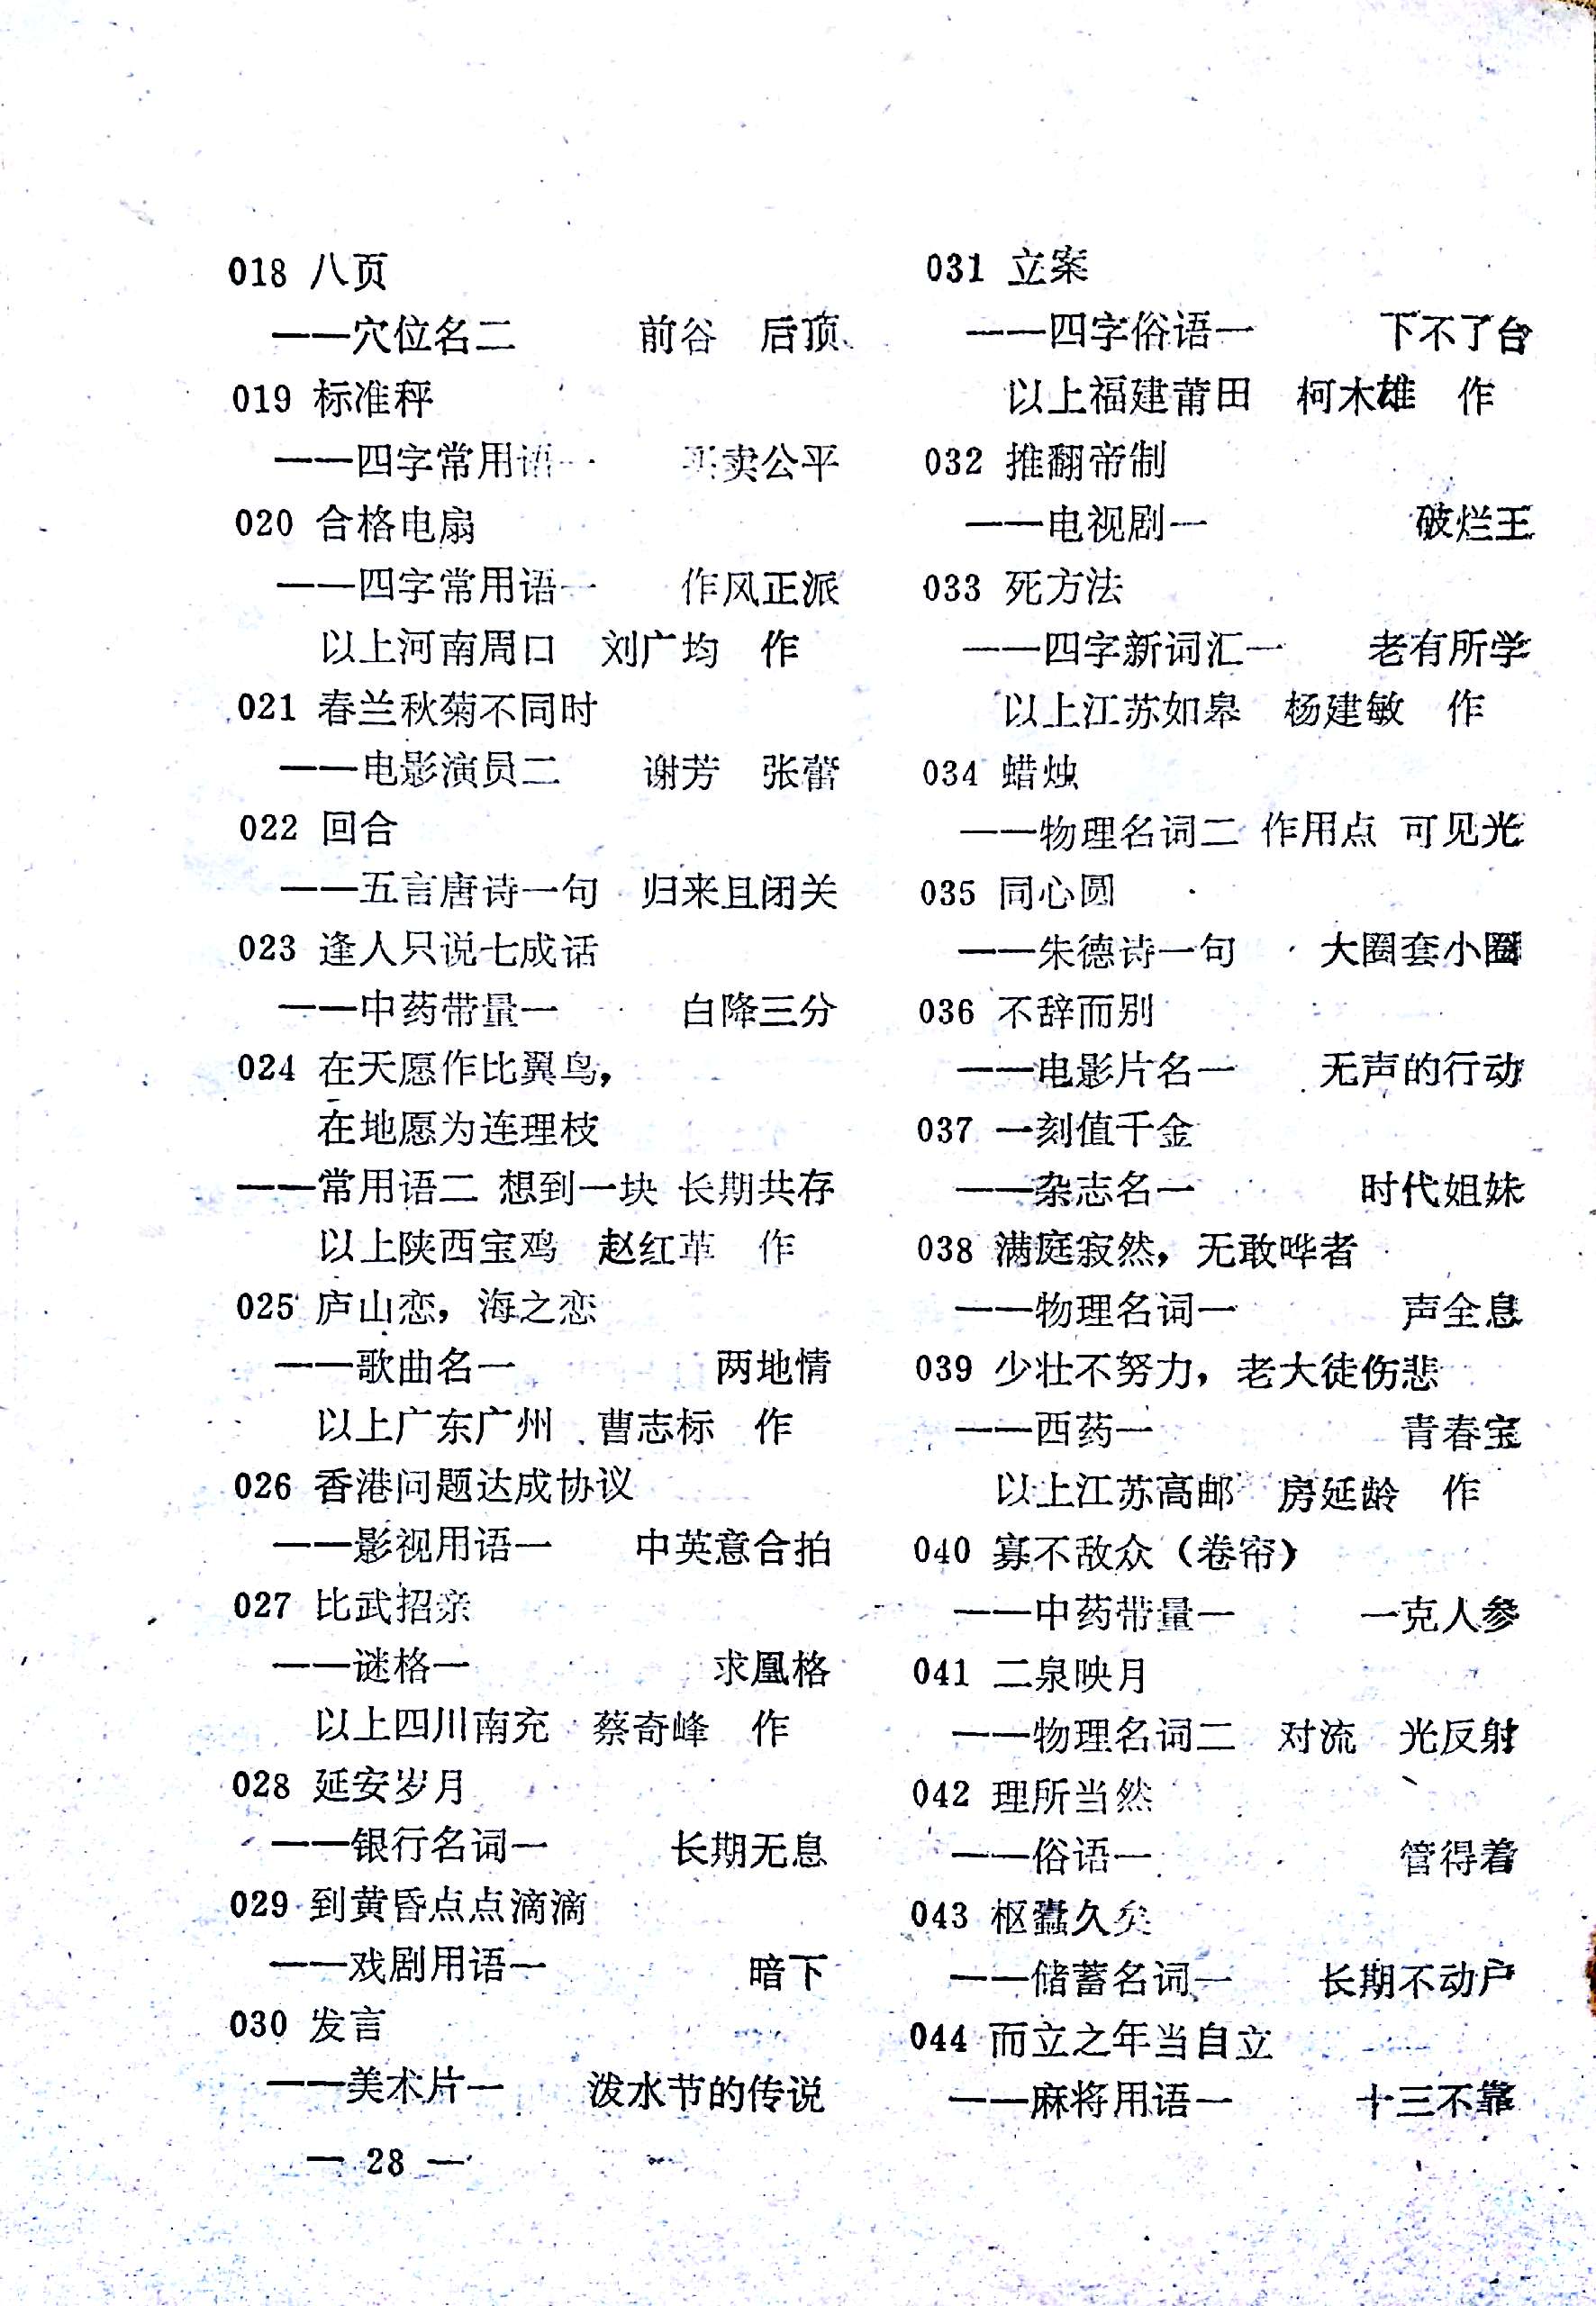 018 八页
——穴位名二 前谷 后顶
019 标准秤
——四字常用语一 买卖公平
020 合格电扇
——四字常用语一 作风正派
以上河南周口 刘广均 作
021 春兰秋菊不同时
——电影演员二 谢芳 张蕾
022 回合
——五言唐诗一句 归来且闭关
023 逢人只说七成话
——中药带量一 白降三分
024 在天愿作比翼鸟，
在地愿为连理枝
——常用语二 想到一块 长期共存
以上陕西宝鸡 赵红革 作
025 庐山恋，海之恋
——歌曲名一 两地情
以上广东广州 曹志标 作
026 香港问题达成协议
——影视用语一 中英意合拍
027 比武招亲
——谜格一 求凰格
以上四川南充 蔡奇峰 作
028 延安岁月
——银行名词一 长期无息
029 到黄昏点点滴滴
——戏剧用语一 暗下
030 发言
——美术片一 泼水节的传说
— 28 —
031 立案
——四字俗语一 下不了台
以上福建莆田 柯木雄 作
032 推翻帝制
——电视剧一 破烂王
033 死方法
——四字新词汇一 老有所学
以上江苏如皋 杨建敏 作
034 蜡烛
——物理名词二 作用点 可见光
035 同心圆
——朱德诗一句 大圈套小圈
036 不辞而别
——电影片名一 无声的行动
037 一刻值千金
——杂志名一 时代姐妹
038 满庭寂然，无敢哗者
——物理名词一 声全息
039 少壮不努力，老大徒伤悲
——西药一 青春宝
以上江苏高邮 房延龄 作
040 寡不敌众（卷帘）
——中药带量一 一克人参
041 二泉映月
——物理名词二 对流 光反射
042 理所当然
——俗语一 管得着
043 枢蠹久矣
——储蓄名词一 长期不动户
044 而立之年当自立
——麻将用语一 十三不靠